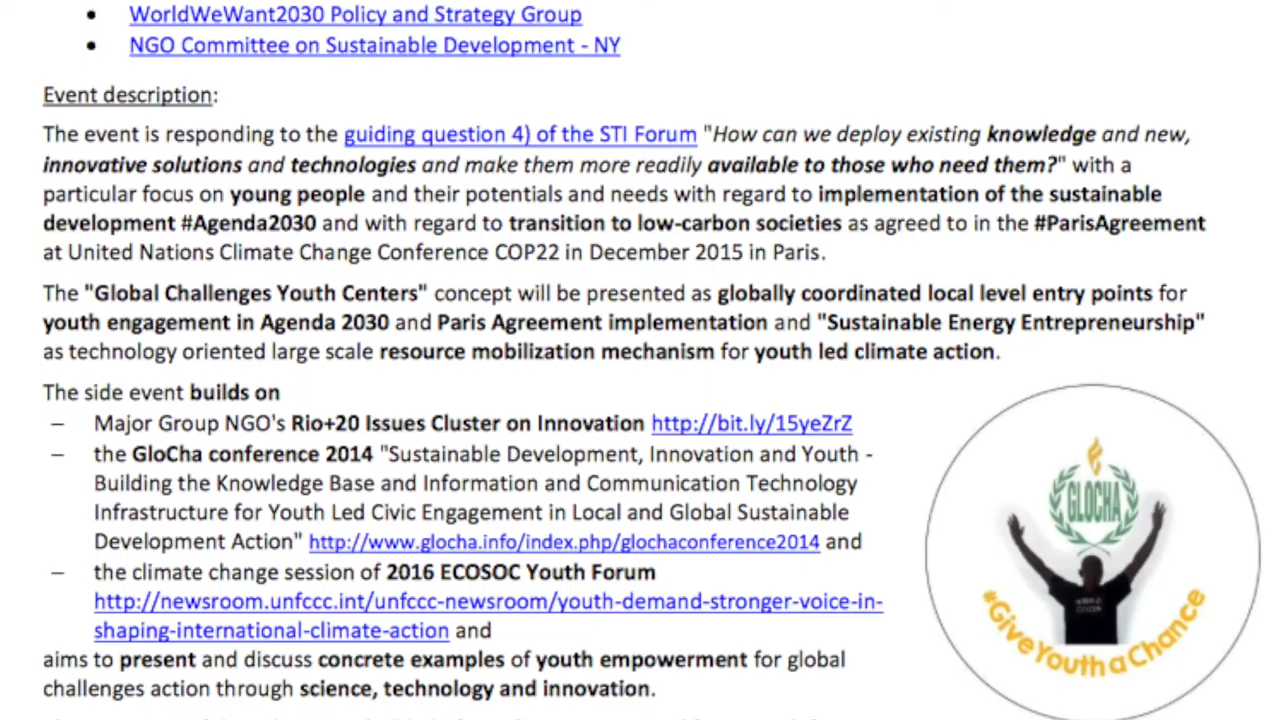 • WorldWeWant2030 Policy and Strategy Group
• NGO Committee on Sustainable Development - NY
Event description:
The event is responding to the guiding question 4) of the STI Forum "How can we deploy existing knowledge and new,
innovative solutions and technologies and make them more readily available to those who need them?" with a
particular focus on young people and their potentials and needs with regard to implementation of the sustainable
development #Agenda2030 and with regard to transition to low-carbon societies as agreed to in the #ParisAgreement
at United Nations Climate Change Conference COP22 in December 2015 in Paris.
The "Global Challenges Youth Centers" concept will be presented as globally coordinated local level entry points for
youth engagement in Agenda 2030 and Paris Agreement implementation and "Sustainable Energy Entrepreneurship"
as technology oriented large scale resource mobilization mechanism for youth led climate action.
The side event builds on
– Major Group NGO's Rio+20 Issues Cluster on Innovation http://bit.ly/15yeZrZ
– the GloCha conference 2014 "Sustainable Development, Innovation and Youth -
Building the Knowledge Base and Information and Communication Technology
Infrastructure for Youth Led Civic Engagement in Local and Global Sustainable
Development Action" http://www.glocha.info/index.php/glochaconference2014 and
– the climate change session of 2016 ECOSOC Youth Forum
http://newsroom.unfccc.int/unfccc-newsroom/youth-demand-stronger-voice-in-
shaping-international-climate-action and
aims to present and discuss concrete examples of youth empowerment for global
challenges action through science, technology and innovation.
GLOCHA
WORLD
CITIZEN
#GiveYouthaChance